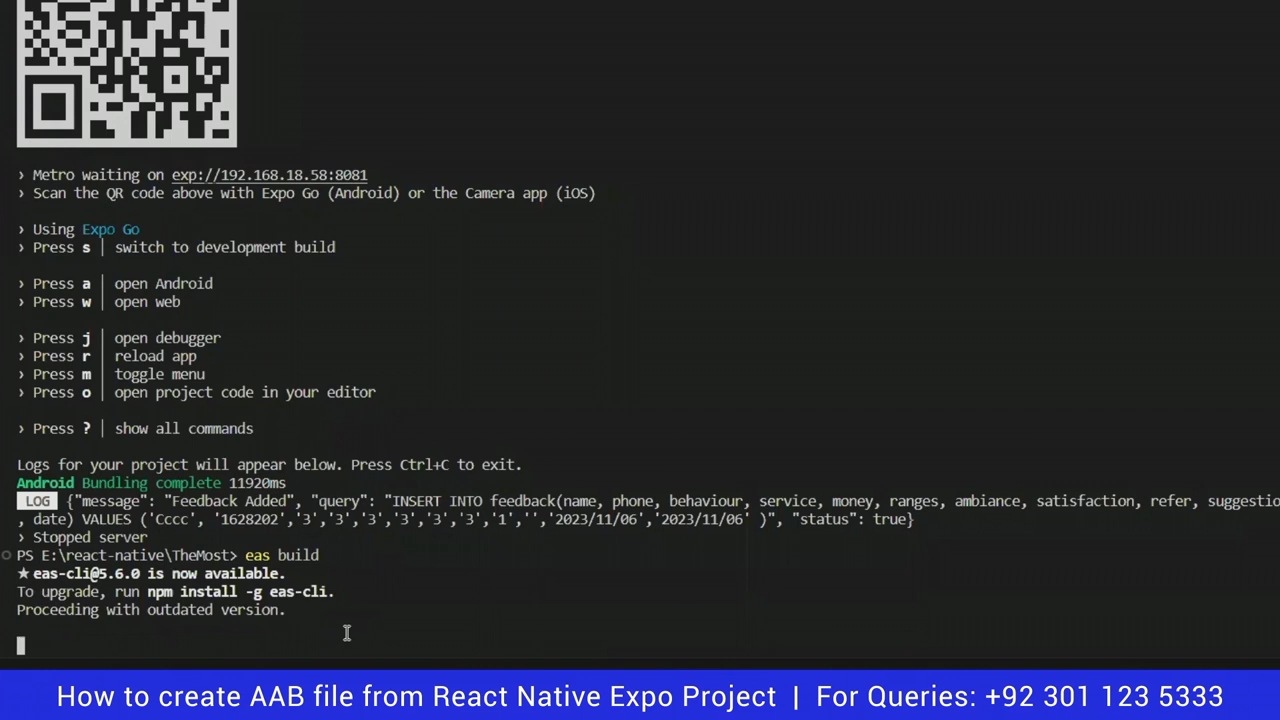 › Metro waiting on exp://192.168.18.58:8081
› Scan the QR code above with Expo Go (Android) or the Camera app (iOS)
› Using Expo Go
› Press s │ switch to development build
› Press a │ open Android
› Press w │ open web
› Press j │ open debugger
› Press r │ reload app
› Press m │ toggle menu
› Press o │ open project code in your editor
› Press ? │ show all commands
Logs for your project will appear below. Press Ctrl+C to exit.
Android Bundling complete 11920ms
LOG {"message": "Feedback Added", "query": "INSERT INTO feedback(name, phone, behaviour, service, money, ranges, ambiance, satisfaction, refer, suggestio
, date) VALUES ('Cccc', '1628202','3','3','3','3','3','3','1','','2023/11/06','2023/11/06' )", "status": true}
› Stopped server
PS E:\react-native\TheMost> eas build
★ eas-cli@5.6.0 is now available.
To upgrade, run npm install -g eas-cli.
Proceeding with outdated version.
How to create AAB file from React Native Expo Project | For Queries: +92 301 123 5333